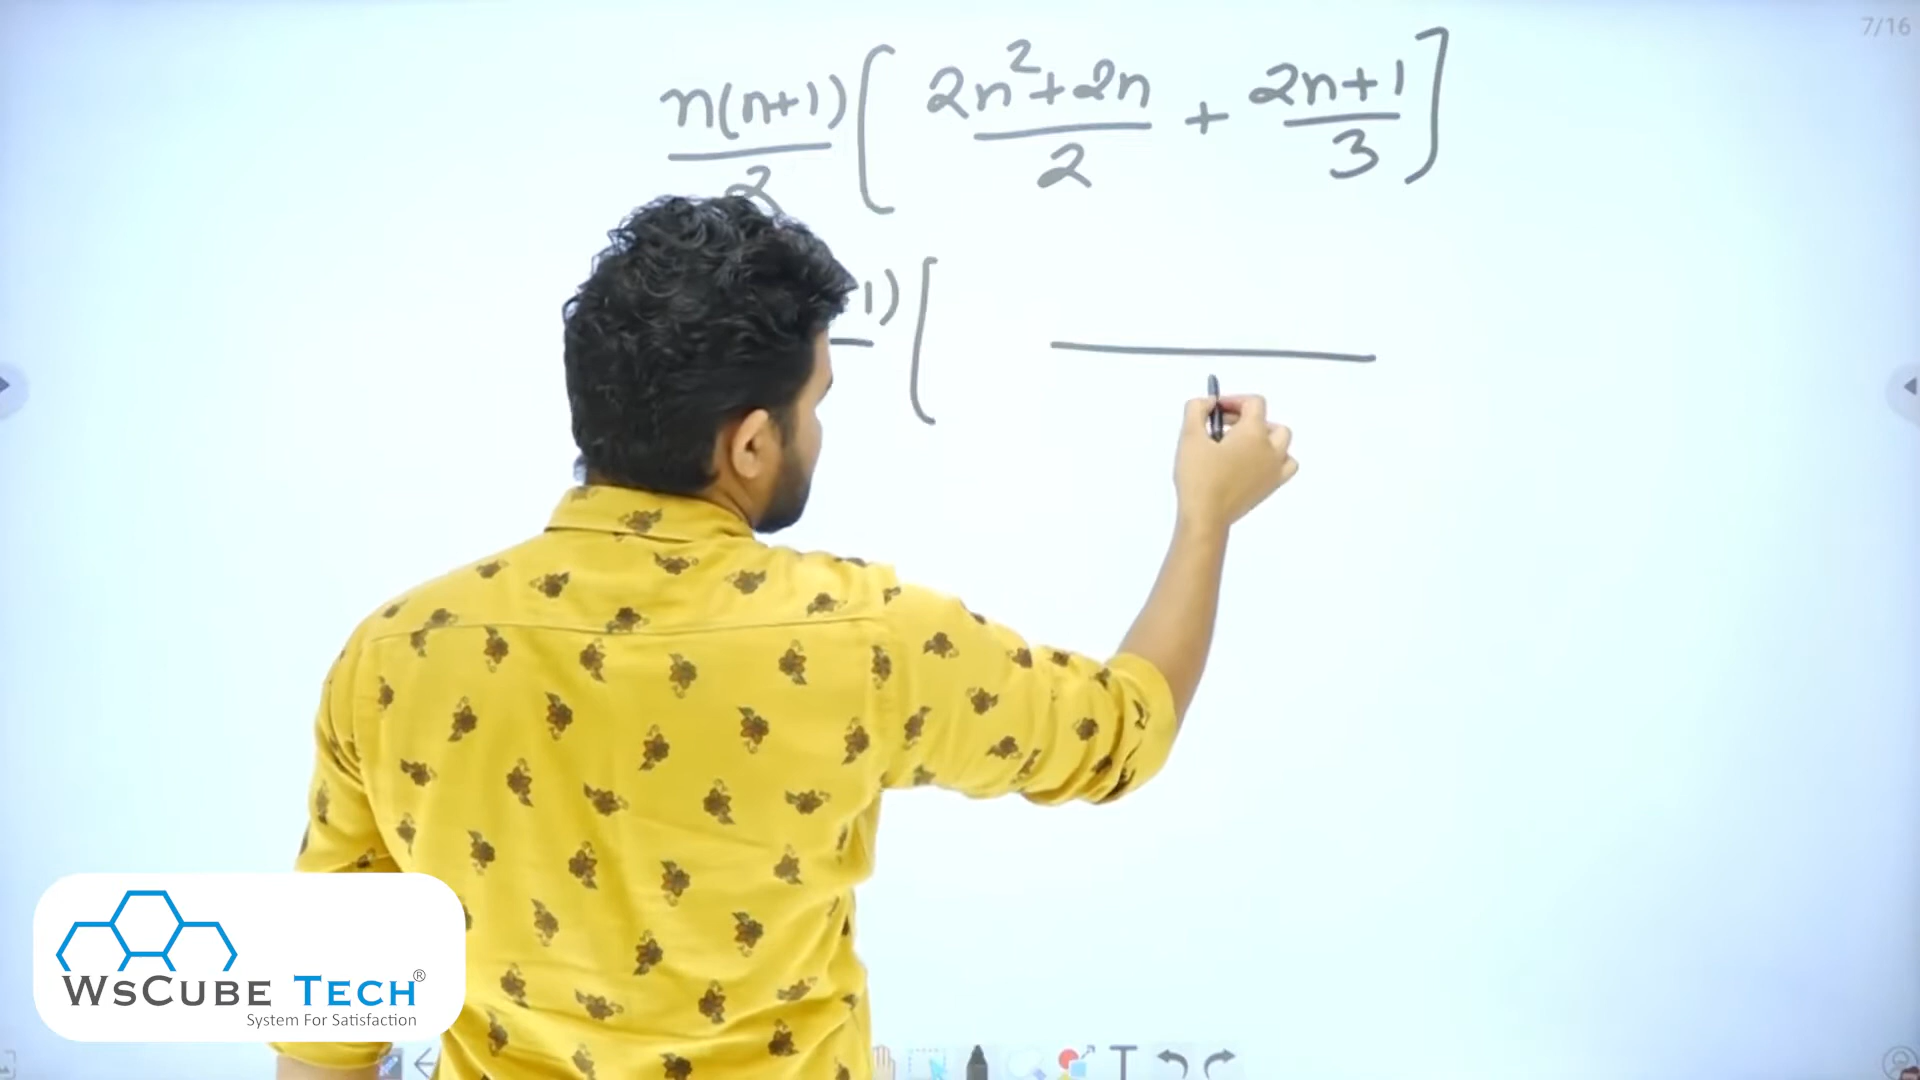 7/16
n(n+1)/2 [ 2n²+2n/2 + 2n+1/3 ]
1) [
WsCube Tech®
System For Satisfaction
T